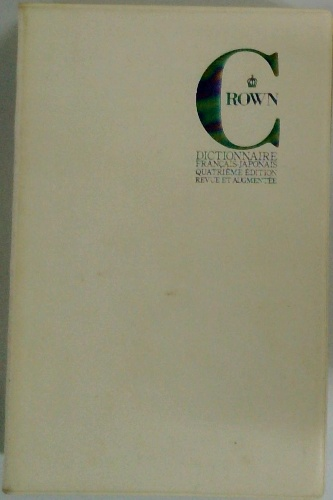 CROWN
DICTIONNAIRE
FRANÇAIS-JAPONAIS
QUATRIÈME ÉDITION
REVUE ET AUGMENTÉE